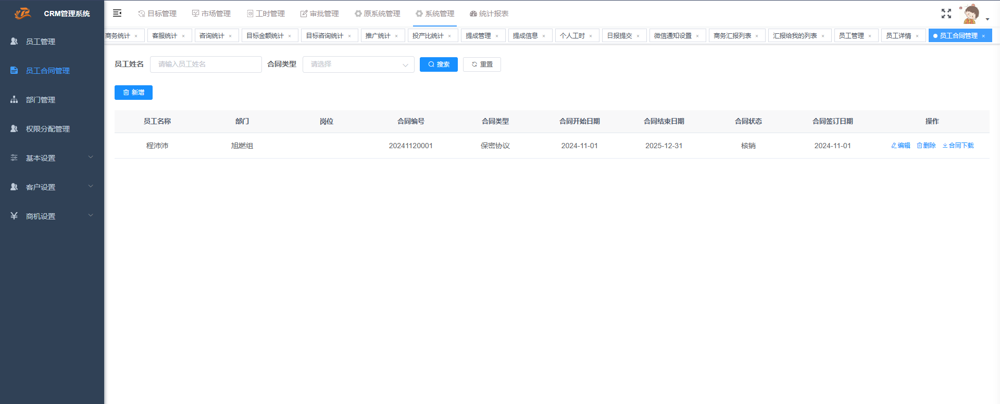 CRM管理系统
目标管理 市场管理 工时管理 审批管理 原系统管理 系统管理 统计报表
商务统计 × 客服统计 × 咨询统计 × 目标金额统计 × 目标咨询统计 × 推广统计 × 投产比统计 × 提成管理 × 提成信息 × 个人工时 × 日报提交 × 微信通知设置 × 商务汇报列表 × 汇报给我的列表 × 员工管理 × 员工详情 × 员工合同管理 ×
员工管理
员工合同管理
部门管理
权限分配管理
基本设置
客户设置
商机设置
员工姓名 请输入员工姓名 合同类型 请选择 搜索 重置
新增
员工名称 部门 岗位 合同编号 合同类型 合同开始日期 合同结束日期 合同状态 合同签订日期 操作
程沛沛 旭燃组 20241120001 保密协议 2024-11-01 2025-12-31 核销 2024-11-01 编辑 删除 合同下载